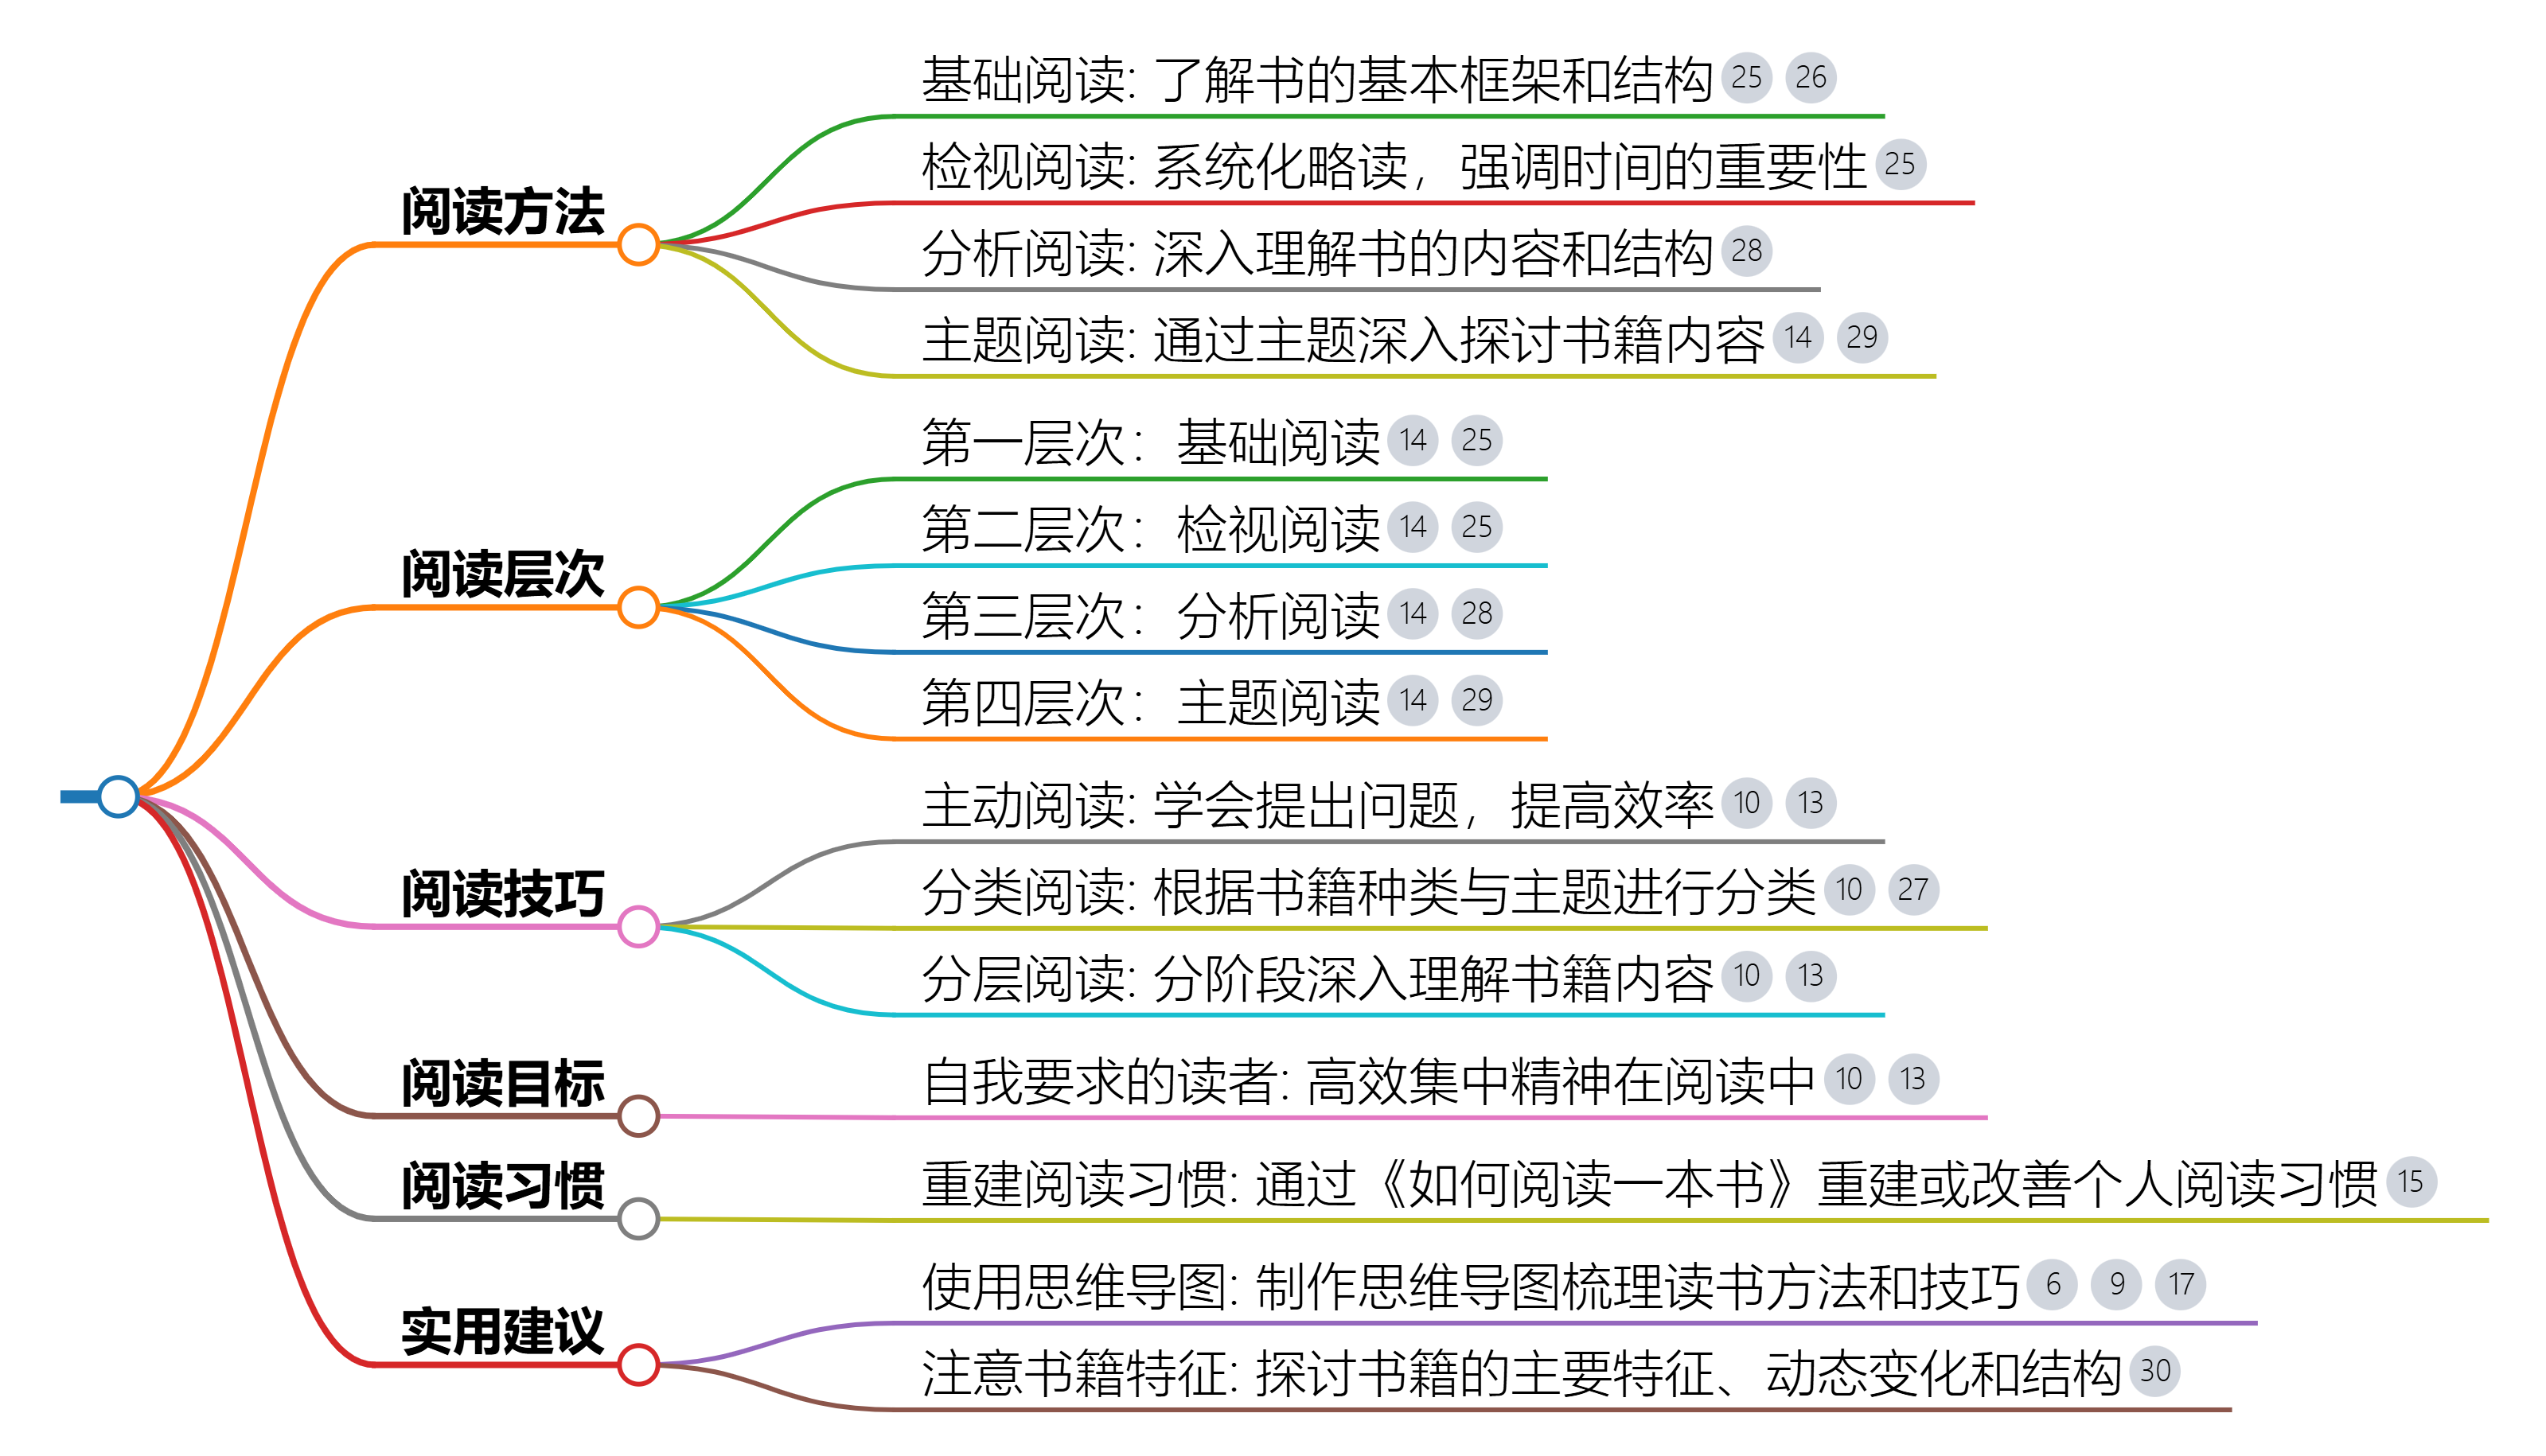 阅读方法
基础阅读: 了解书的基本框架和结构 25 26
检视阅读: 系统化略读，强调时间的重要性 25
分析阅读: 深入理解书的内容和结构 28
主题阅读: 通过主题深入探讨书籍内容 14 29
阅读层次
第一层次：基础阅读 14 25
第二层次：检视阅读 14 25
第三层次：分析阅读 14 28
第四层次：主题阅读 14 29
阅读技巧
主动阅读: 学会提出问题，提高效率 10 13
分类阅读: 根据书籍种类与主题进行分类 10 27
分层阅读: 分阶段深入理解书籍内容 10 13
阅读目标
自我要求的读者: 高效集中精神在阅读中 10 13
阅读习惯
重建阅读习惯: 通过《如何阅读一本书》重建或改善个人阅读习惯 15
实用建议
使用思维导图: 制作思维导图梳理读书方法和技巧 6 9 17
注意书籍特征: 探讨书籍的主要特征、动态变化和结构 30